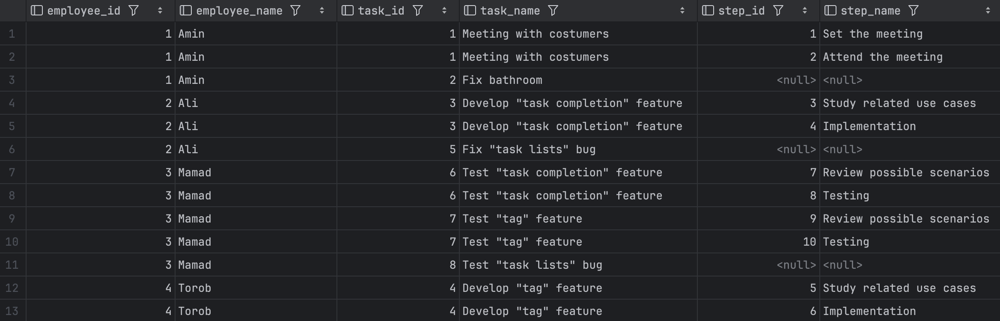 employee_id employee_name task_id task_name step_id step_name
1 1 Amin 1 Meeting with costumers 1 Set the meeting
2 1 Amin 1 Meeting with costumers 2 Attend the meeting
3 1 Amin 2 Fix bathroom <null> <null>
4 2 Ali 3 Develop "task completion" feature 3 Study related use cases
5 2 Ali 3 Develop "task completion" feature 4 Implementation
6 2 Ali 5 Fix "task lists" bug <null> <null>
7 3 Mamad 6 Test "task completion" feature 7 Review possible scenarios
8 3 Mamad 6 Test "task completion" feature 8 Testing
9 3 Mamad 7 Test "tag" feature 9 Review possible scenarios
10 3 Mamad 7 Test "tag" feature 10 Testing
11 3 Mamad 8 Test "task lists" bug <null> <null>
12 4 Torob 4 Develop "tag" feature 5 Study related use cases
13 4 Torob 4 Develop "tag" feature 6 Implementation